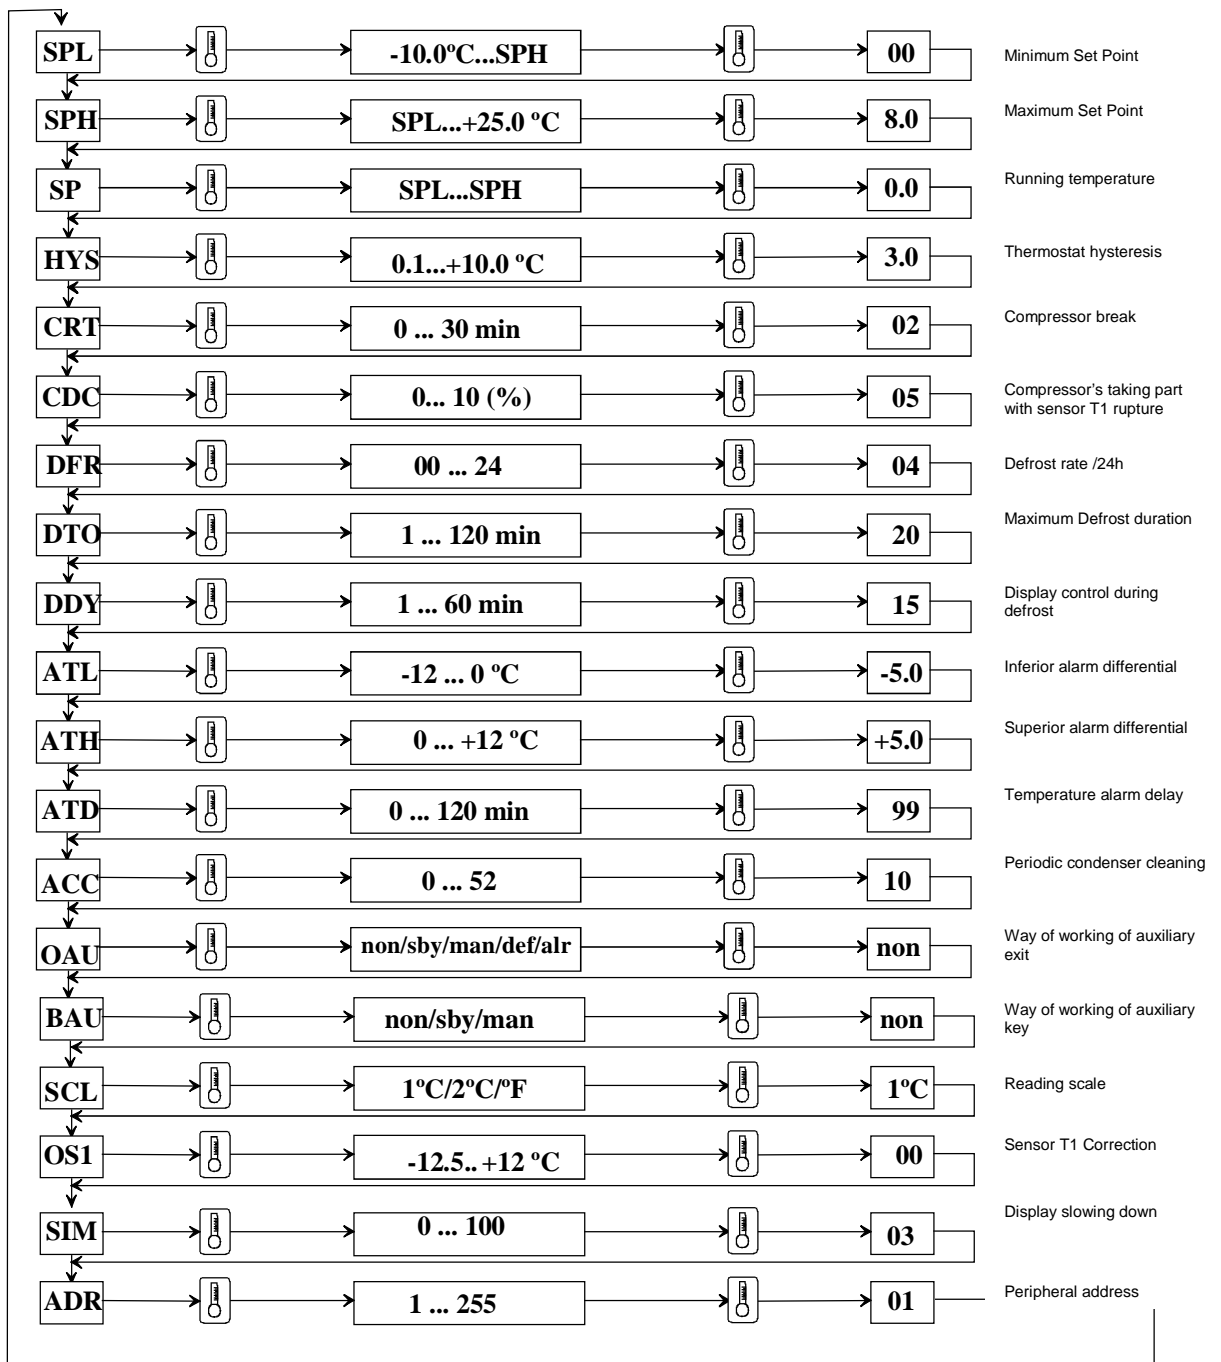 SPL -10.0ºC...SPH 00 Minimum Set Point
SPH SPL...+25.0 ºC 8.0 Maximum Set Point
SP SPL...SPH 0.0 Running temperature
HYS 0.1...+10.0 ºC 3.0 Thermostat hysteresis
CRT 0 ... 30 min 02 Compressor break
CDC 0... 10 (%) 05 Compressor's taking part
with sensor T1 rupture
DFR 00 ... 24 04 Defrost rate /24h
DTO 1 ... 120 min 20 Maximum Defrost duration
DDY 1 ... 60 min 15 Display control during
defrost
ATL -12 ... 0 ºC -5.0 Inferior alarm differential
ATH 0 ... +12 ºC +5.0 Superior alarm differential
ATD 0 ... 120 min 99 Temperature alarm delay
ACC 0 ... 52 10 Periodic condenser cleaning
OAU non/sby/man/def/alr non Way of working of auxiliary
exit
BAU non/sby/man non Way of working of auxiliary
key
SCL 1ºC/2ºC/ºF 1ºC Reading scale
OS1 -12.5.. +12 ºC 00 Sensor T1 Correction
SIM 0 ... 100 03 Display slowing down
ADR 1 ... 255 01 Peripheral address